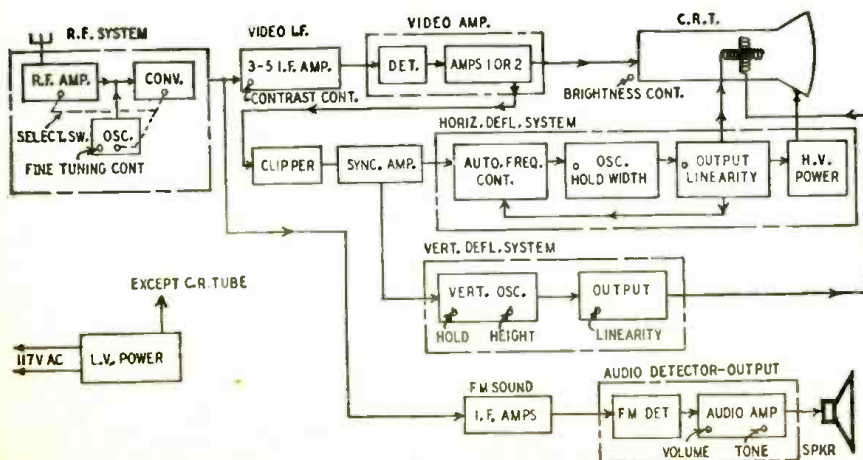 R.F. SYSTEM
R.F. AMP.
CONV.
OSC.
SELECT. SW.
FINE TUNING CONT
VIDEO I.F.
3-5 I.F. AMP.
CONTRAST CONT.
VIDEO AMP.
DET.
AMPS 1 OR 2
C.R.T.
BRIGHTNESS CONT.
HORIZ. DEFL. SYSTEM
CLIPPER
SYNC. AMP.
AUTO. FREQ.
CONT.
OSC.
HOLD WIDTH
OUTPUT
LINEARITY
H.V.
POWER
VERT. DEFL. SYSTEM
VERT. OSC.
HOLD
HEIGHT
OUTPUT
LINEARITY
EXCEPT C.R. TUBE
117V AC
L.V. POWER
FM SOUND
I.F. AMPS
AUDIO DETECTOR-OUTPUT
FM DET
AUDIO AMP
VOLUME
TONE
SPKR